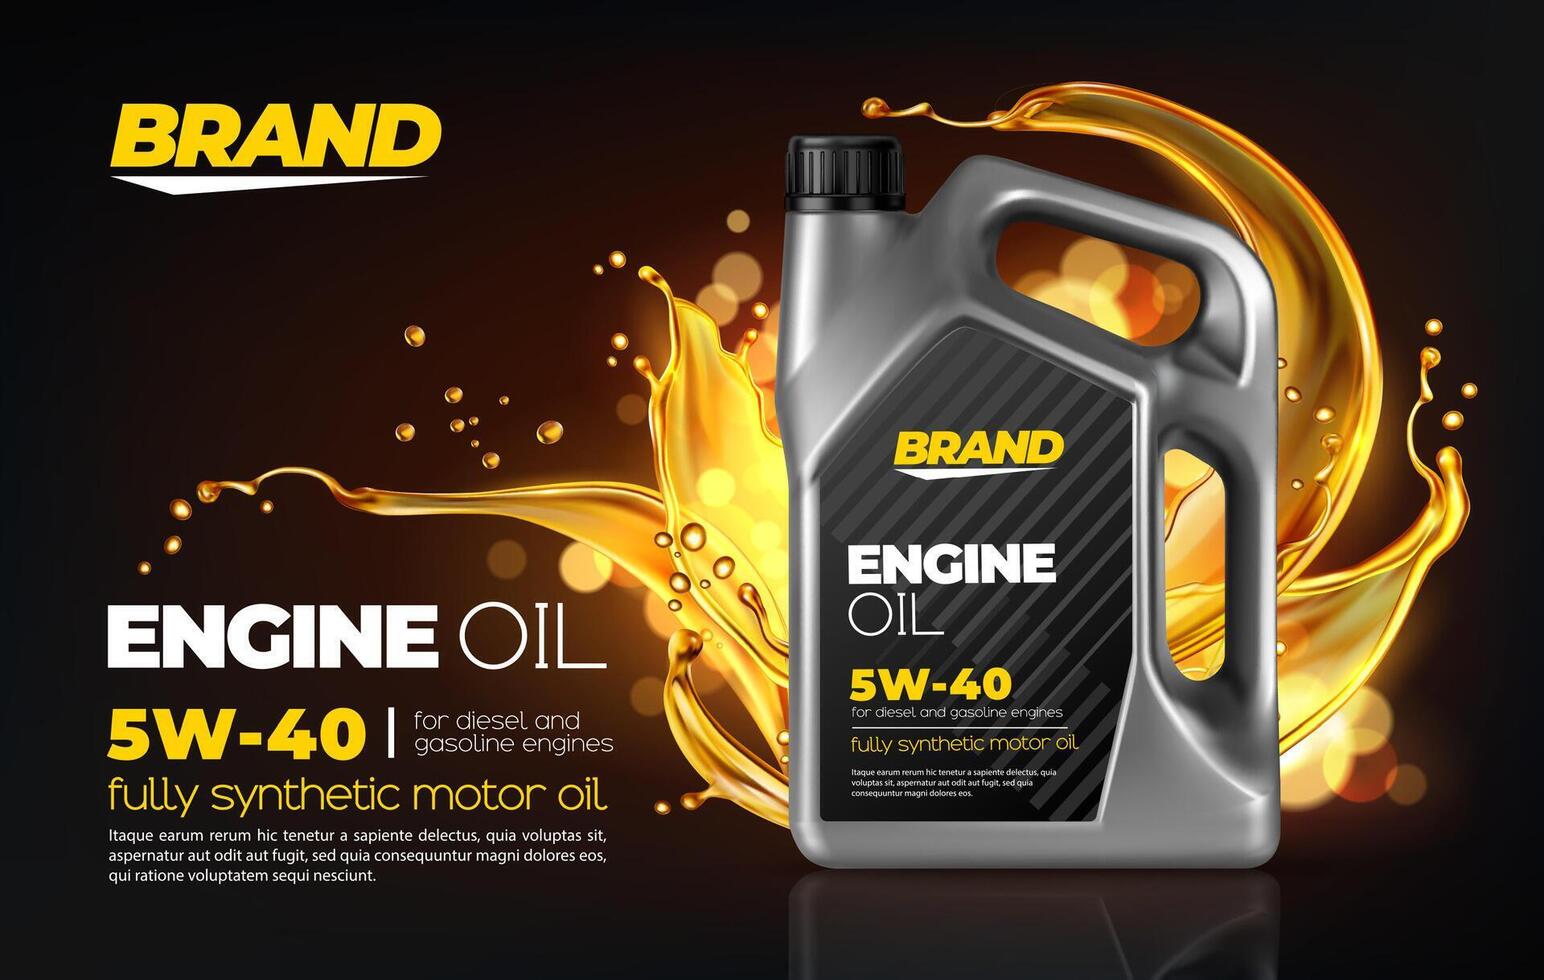 BRAND
ENGINE OIL
5W-40
for diesel and
gasoline engines
fully synthetic motor oil
Itaque earum rerum hic tenetur a sapiente delectus, quia voluptas sit,
aspernatur aut odit aut fugit, sed quia consequuntur magni dolores eos,
qui ratione voluptatem sequi nesciunt.
BRAND
ENGINE
OIL
5W-40
for diesel and gasoline engines
fully synthetic motor oil
Itaque earum rerum hic tenetur a sapiente delectus, quia
voluptas sit, aspernatur aut odit aut fugit, sed quia
consequuntur magni dolores eos.